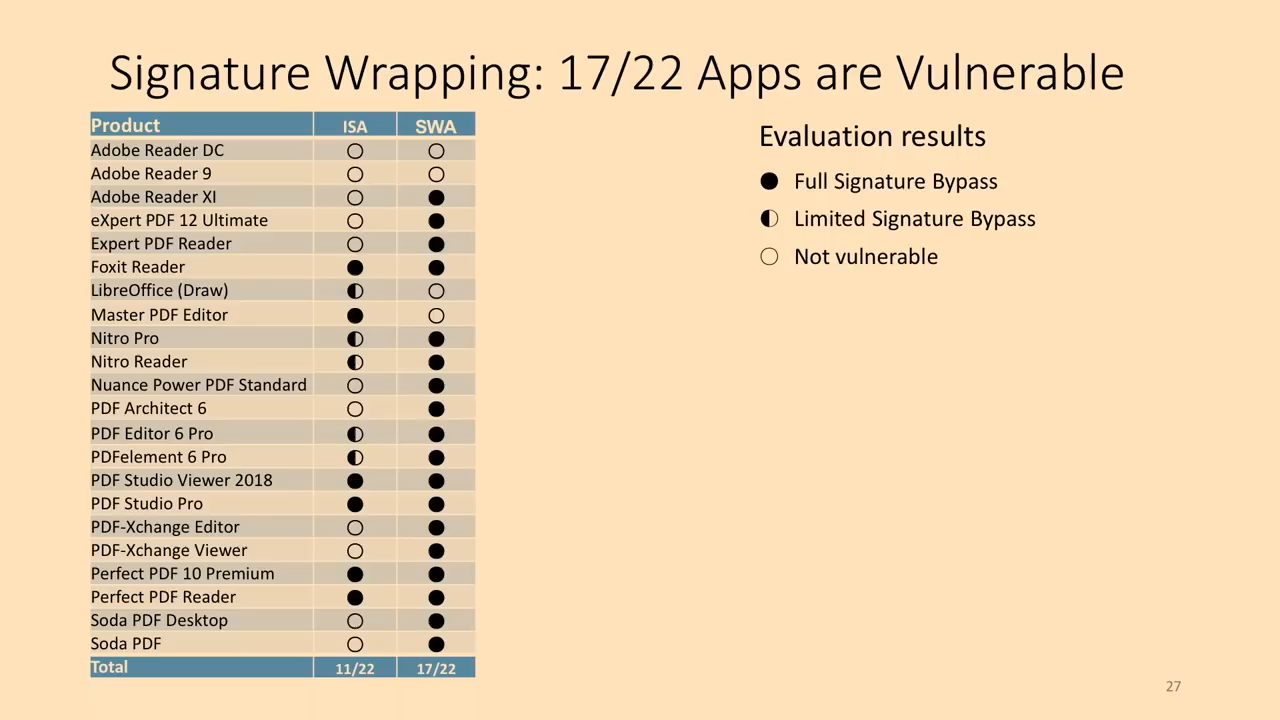 Signature Wrapping: 17/22 Apps are Vulnerable
Product ISA SWA
Adobe Reader DC ○ ○
Adobe Reader 9 ○ ○
Adobe Reader XI ○ ●
eXpert PDF 12 Ultimate ○ ●
Expert PDF Reader ○ ●
Foxit Reader ● ●
LibreOffice (Draw) ◐ ○
Master PDF Editor ● ○
Nitro Pro ◐ ●
Nitro Reader ◐ ●
Nuance Power PDF Standard ○ ●
PDF Architect 6 ○ ●
PDF Editor 6 Pro ◐ ●
PDFelement 6 Pro ◐ ●
PDF Studio Viewer 2018 ● ●
PDF Studio Pro ● ●
PDF-Xchange Editor ○ ●
PDF-Xchange Viewer ○ ●
Perfect PDF 10 Premium ● ●
Perfect PDF Reader ● ●
Soda PDF Desktop ○ ●
Soda PDF ○ ●
Total 11/22 17/22
Evaluation results
● Full Signature Bypass
◐ Limited Signature Bypass
○ Not vulnerable
27